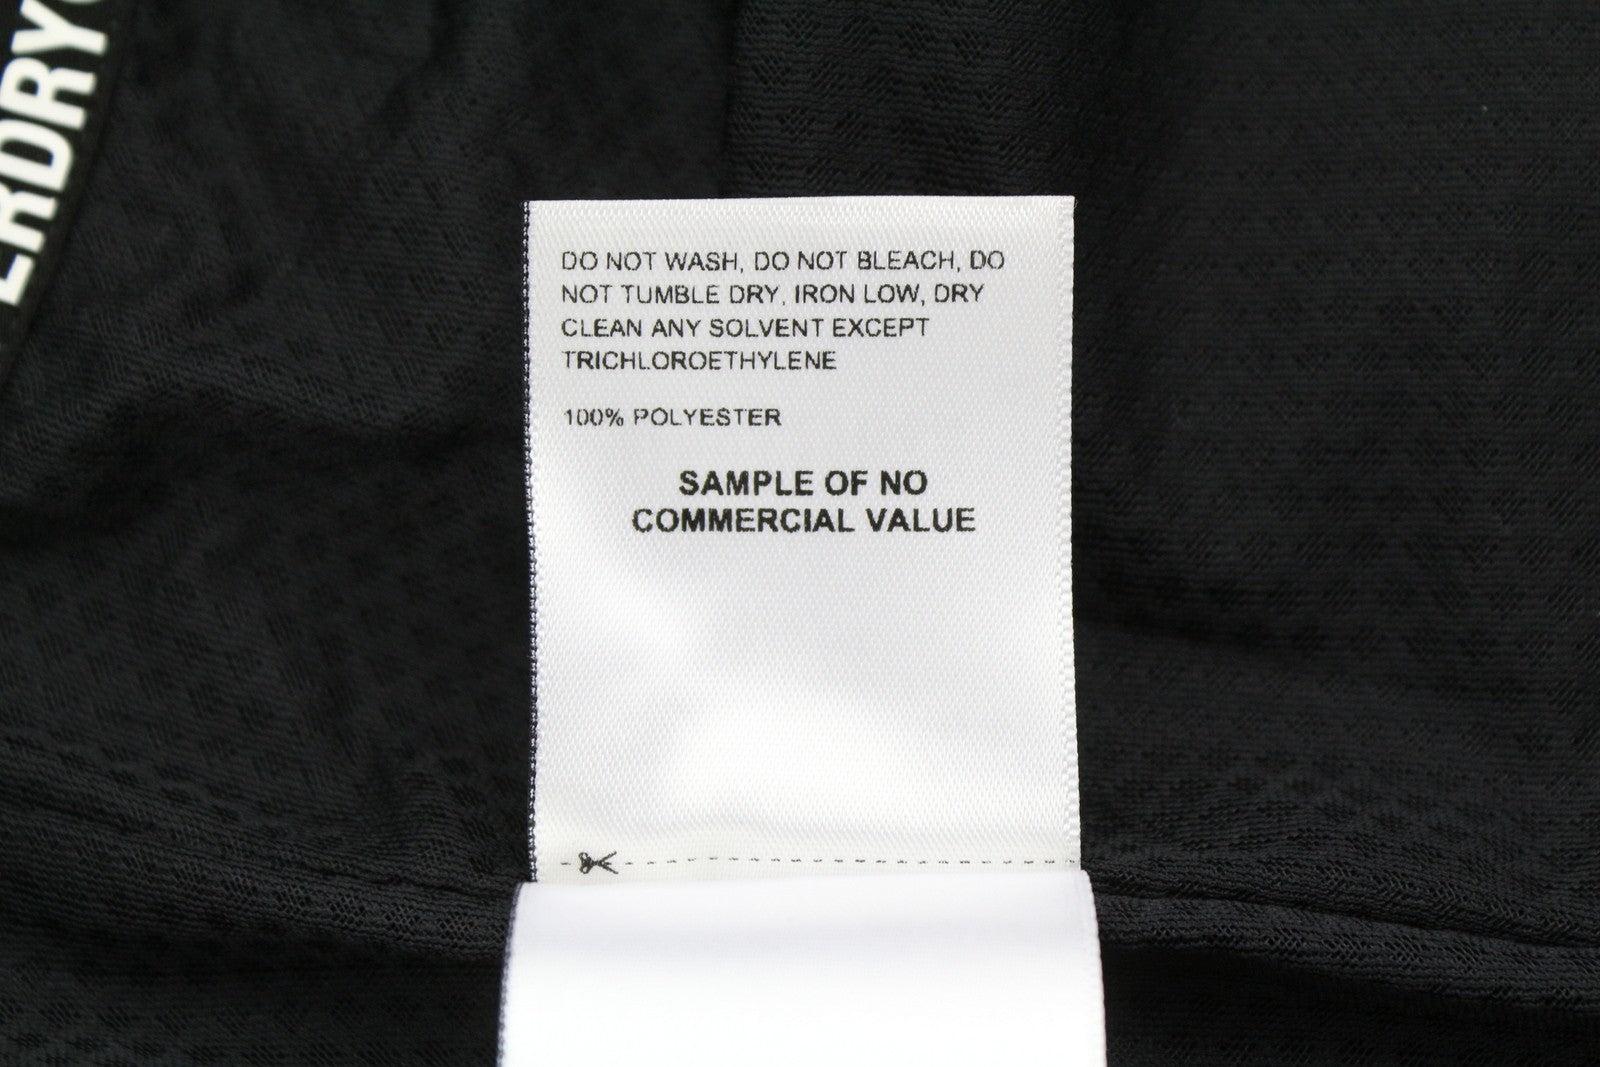 ERDRY
DO NOT WASH, DO NOT BLEACH, DO
NOT TUMBLE DRY, IRON LOW, DRY
CLEAN ANY SOLVENT EXCEPT
TRICHLOROETHYLENE
100% POLYESTER
SAMPLE OF NO
COMMERCIAL VALUE